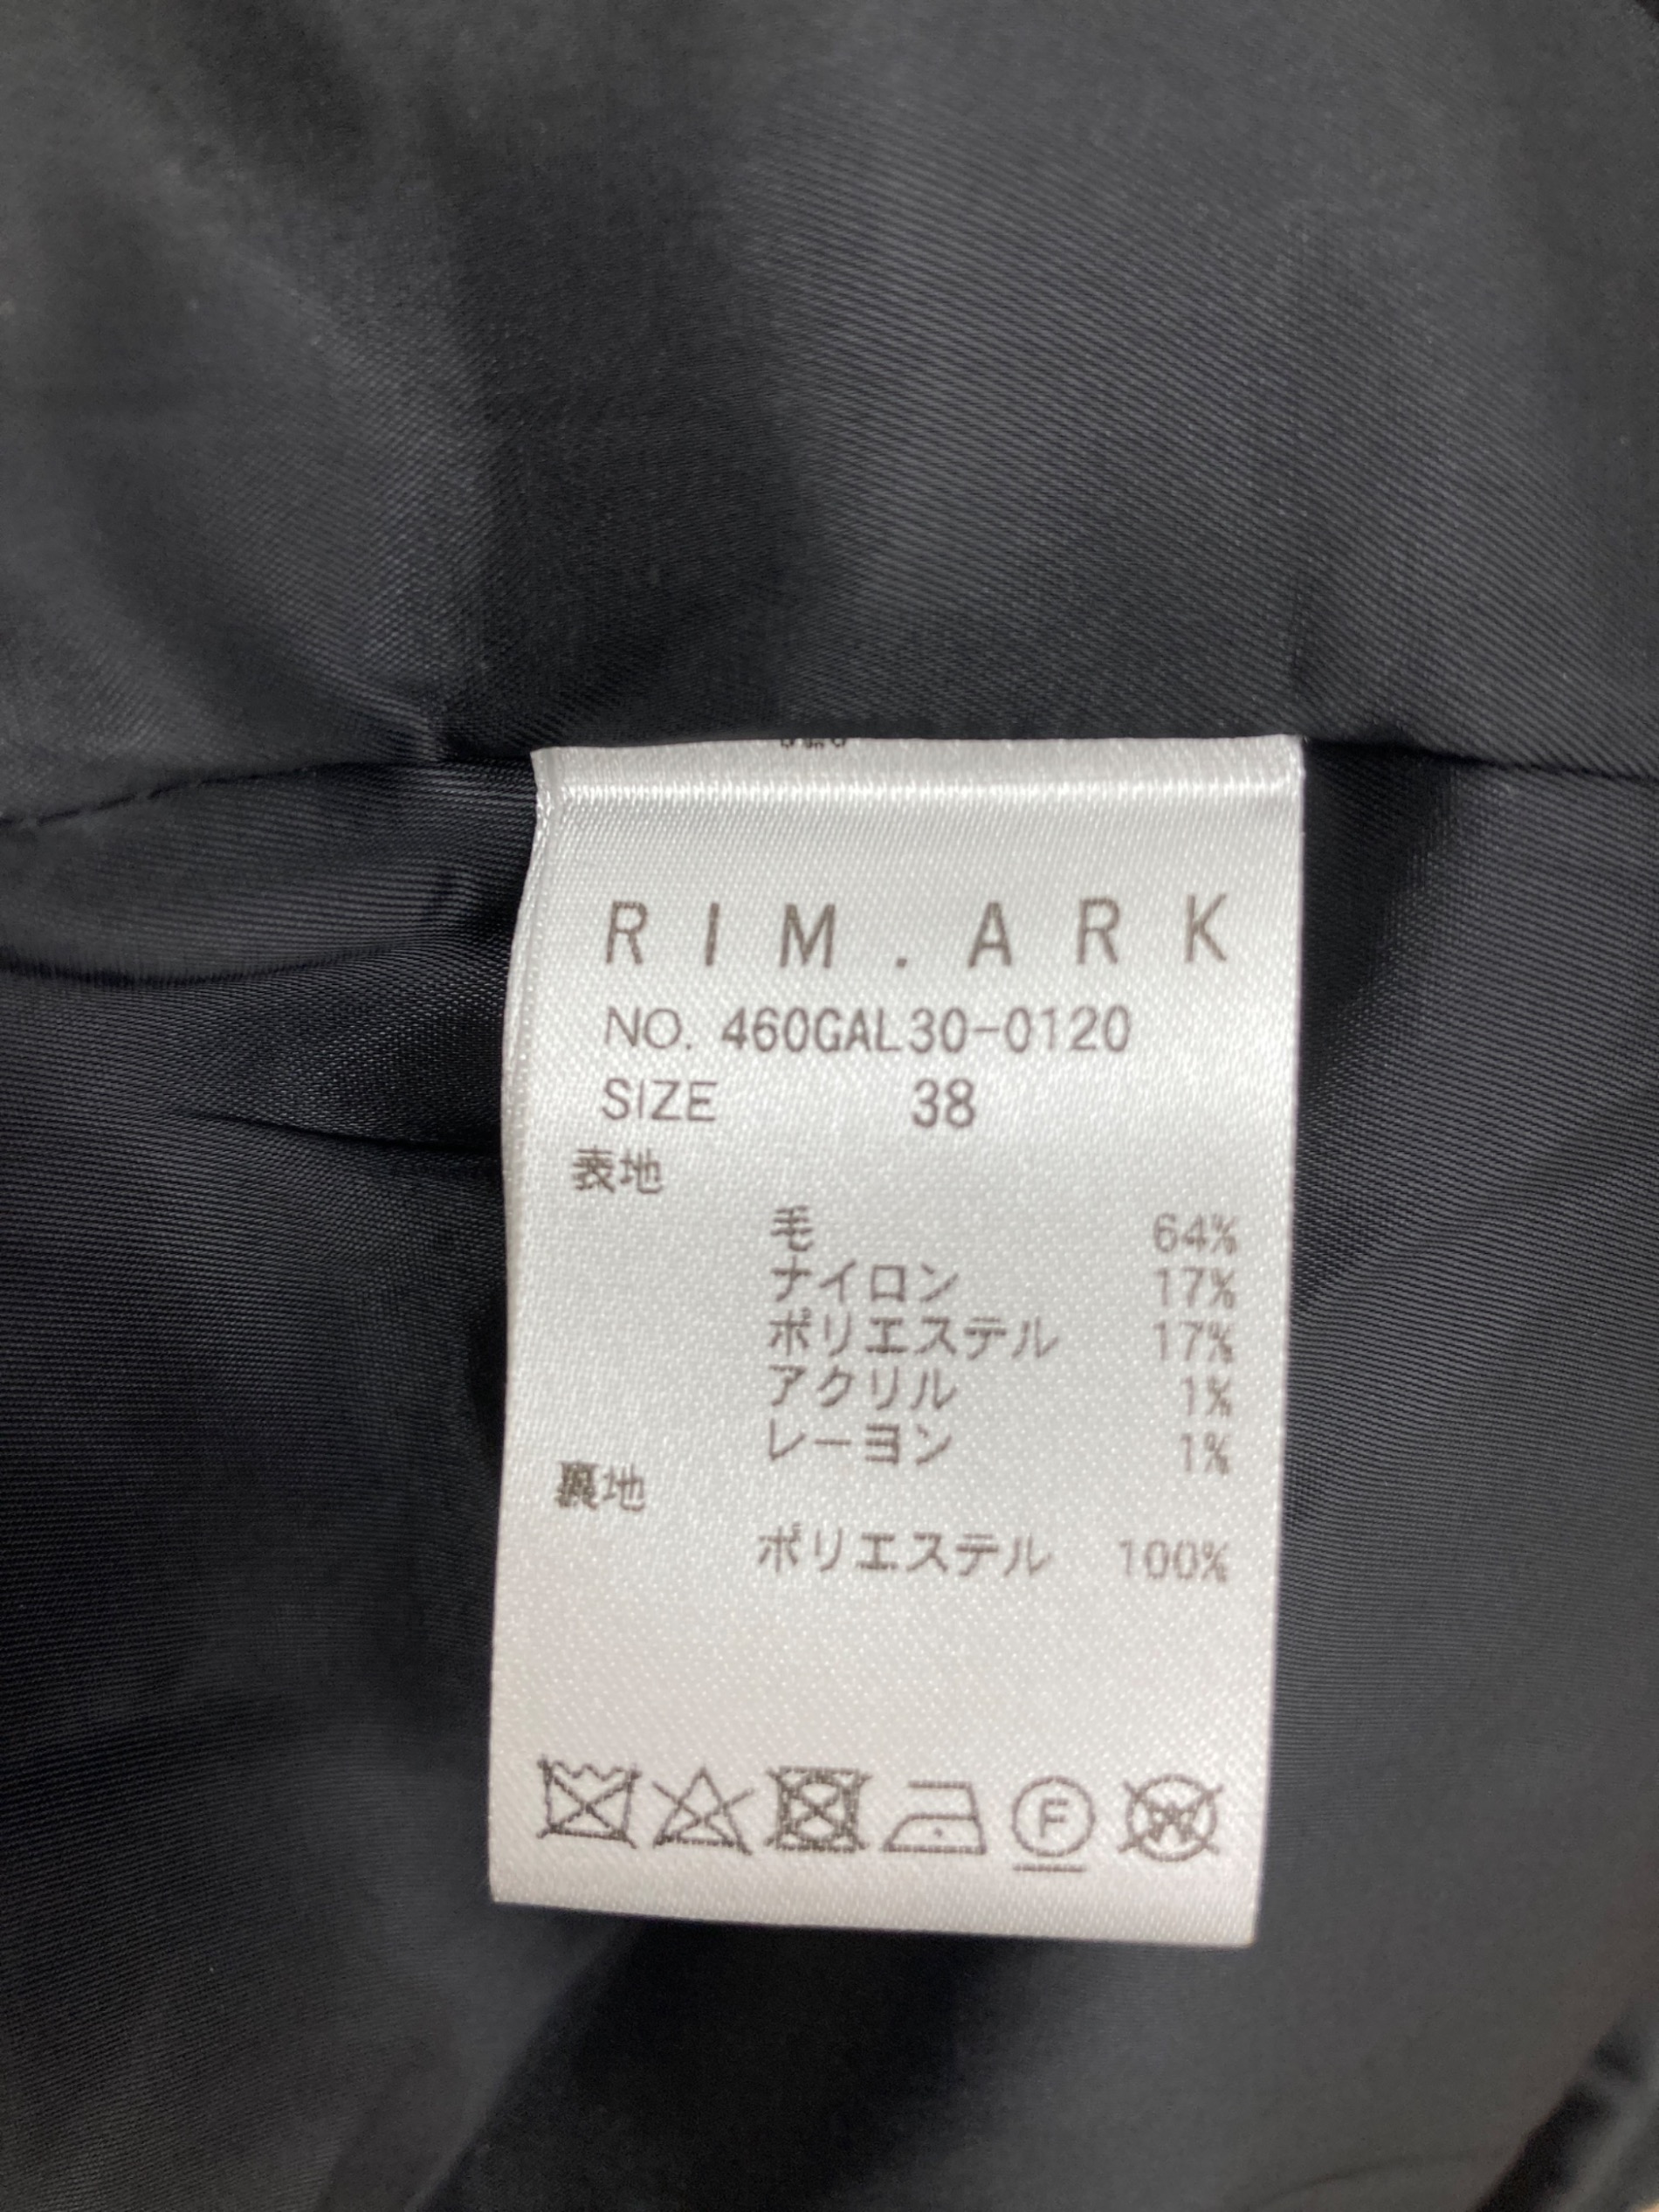 R I M . A R K
NO. 460GAL30-0120
SIZE 38
表地
毛 64%
ナイロン 17%
ポリエステル 17%
アクリル 1%
レーヨン 1%
裏地
ポリエステル 100%
F
W